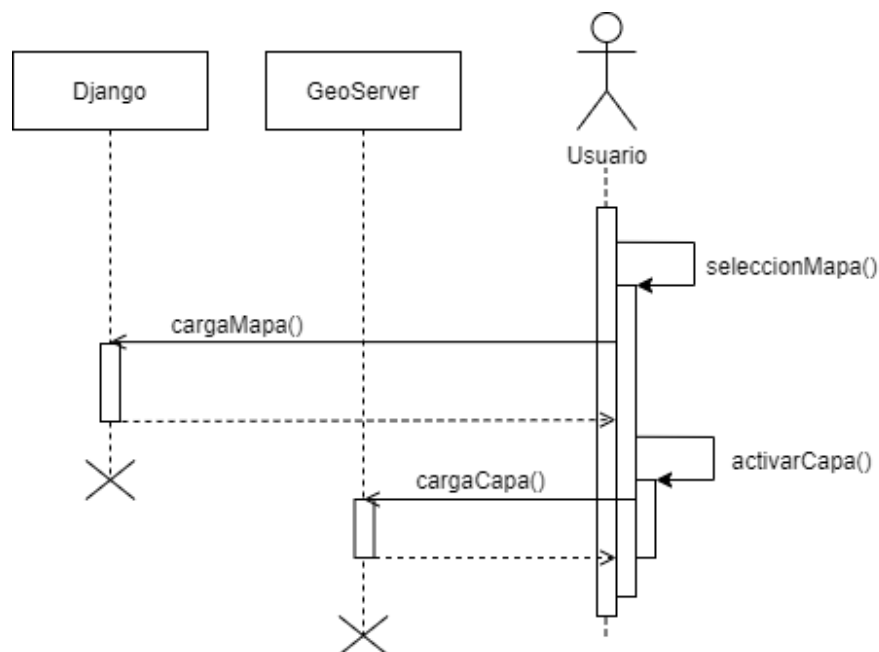 Django
GeoServer
Usuario
seleccionMapa()
cargaMapa()
activarCapa()
cargaCapa()